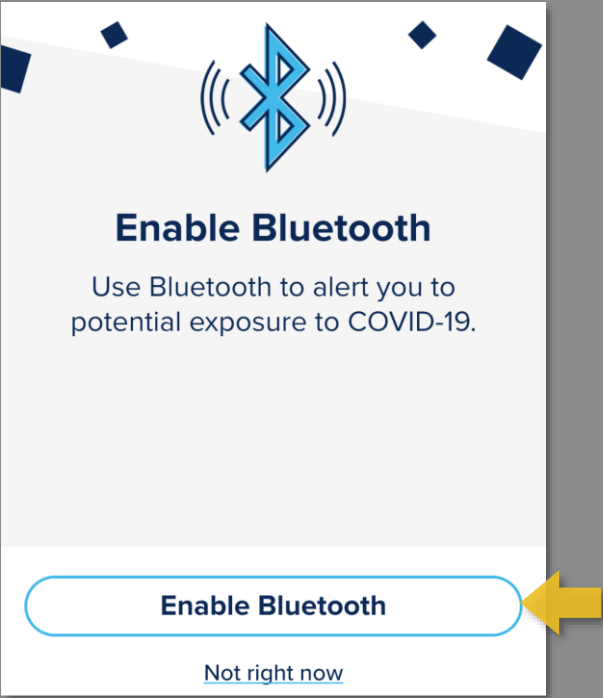 Enable Bluetooth
Use Bluetooth to alert you to
potential exposure to COVID-19.
Enable Bluetooth
Not right now